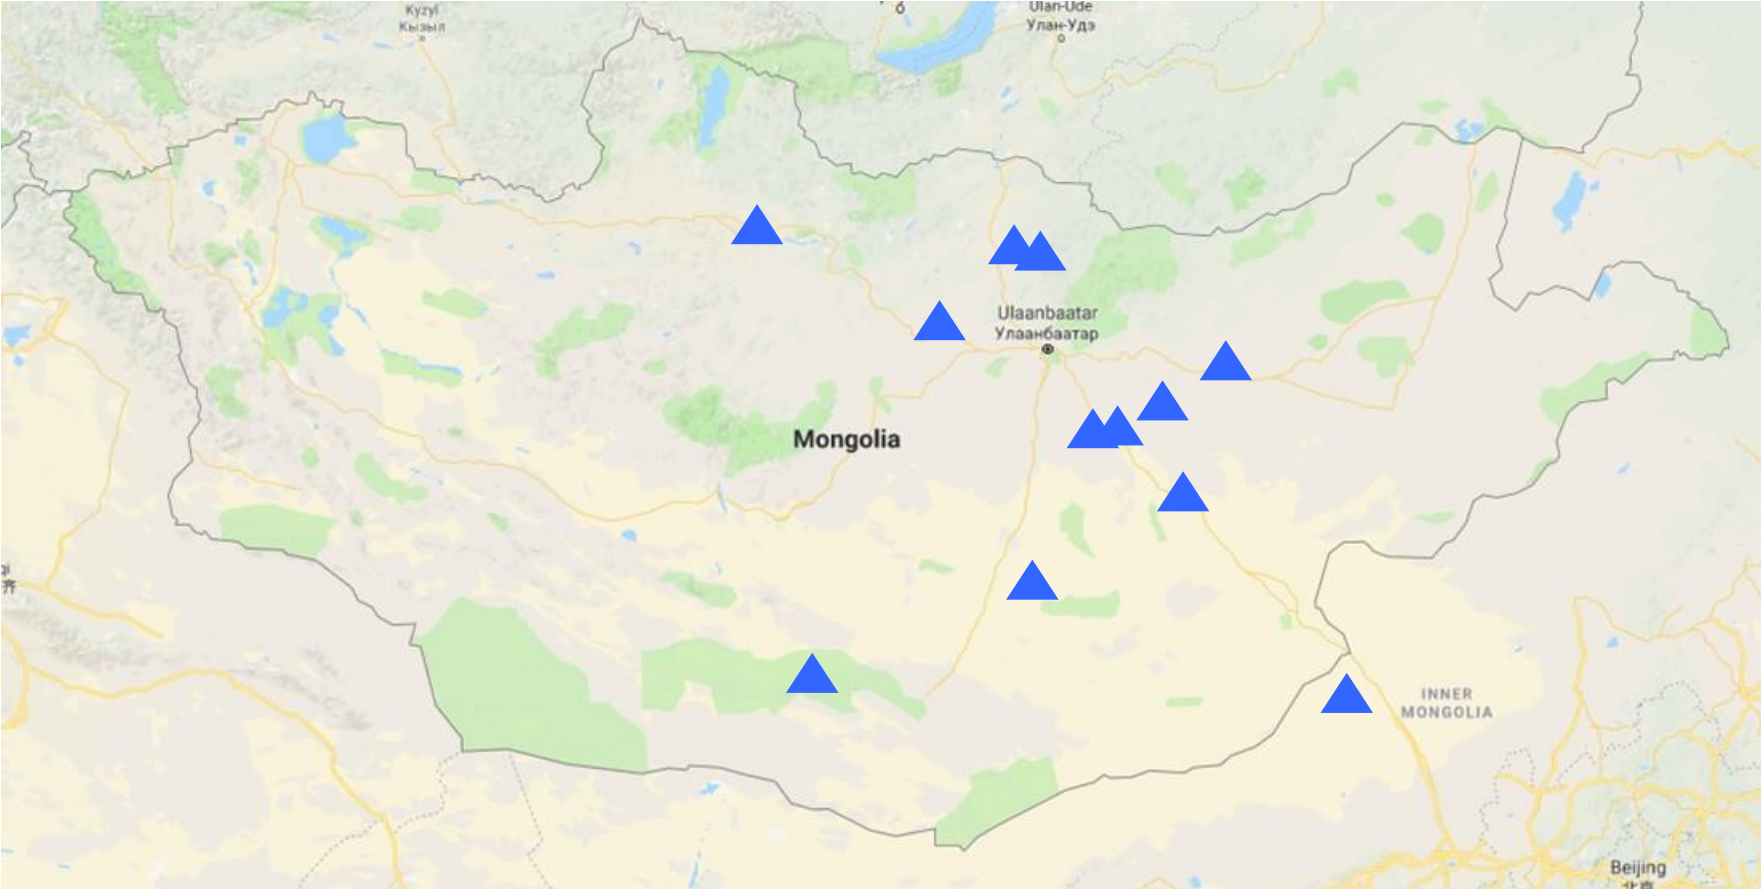 Kyzyl
Кызыл
Ulan-Ude
Улан-Удэ
Ulaanbaatar
Улаанбаатар
Mongolia
INNER
MONGOLIA
Beijing